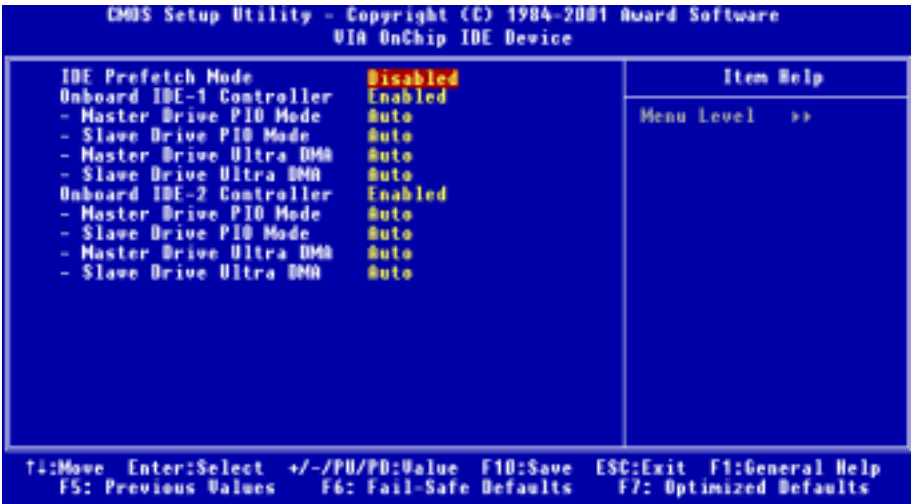 CMOS Setup Utility - Copyright (C) 1984-2001 Award Software
VIA OnChip IDE Device
IDE Prefetch Mode Disabled
Onboard IDE-1 Controller Enabled
- Master Drive PIO Mode Auto
- Slave Drive PIO Mode Auto
- Master Drive Ultra DMA Auto
- Slave Drive Ultra DMA Auto
Onboard IDE-2 Controller Enabled
- Master Drive PIO Mode Auto
- Slave Drive PIO Mode Auto
- Master Drive Ultra DMA Auto
- Slave Drive Ultra DMA Auto
Item Help
Menu Level ▸▸
↑↓:Move Enter:Select +/-/PU/PD:Value F10:Save ESC:Exit F1:General Help
F5: Previous Values F6: Fail-Safe Defaults F7: Optimized Defaults